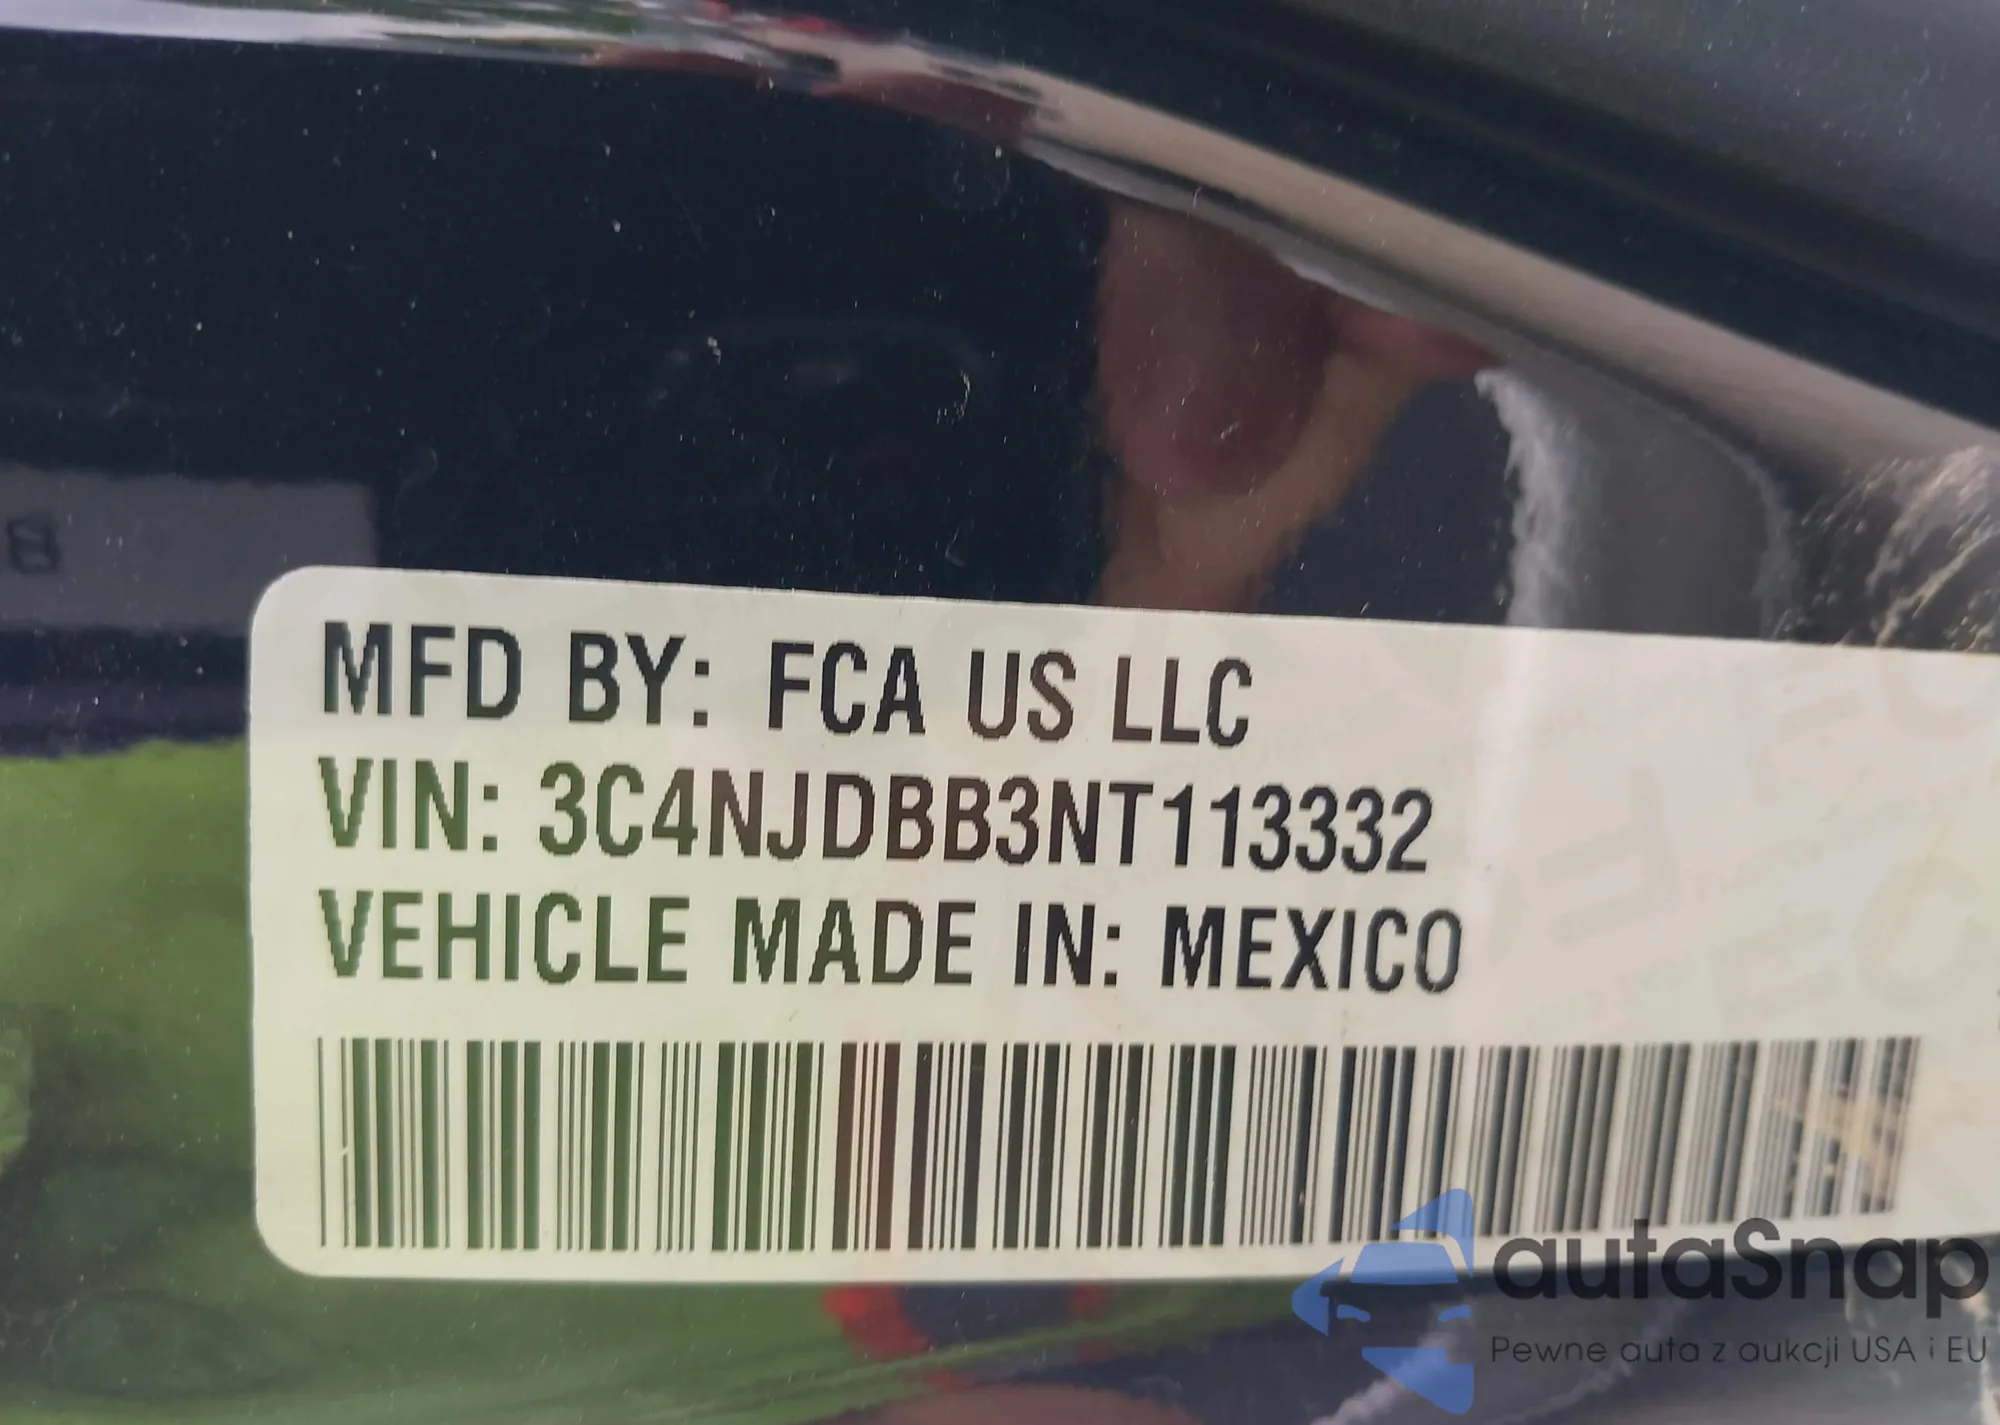 MFD BY: FCA US LLC
VIN: 3C4NJDBB3NT113332
VEHICLE MADE IN: MEXICO
autaSnap
Pewne auta z aukcji USA i EU